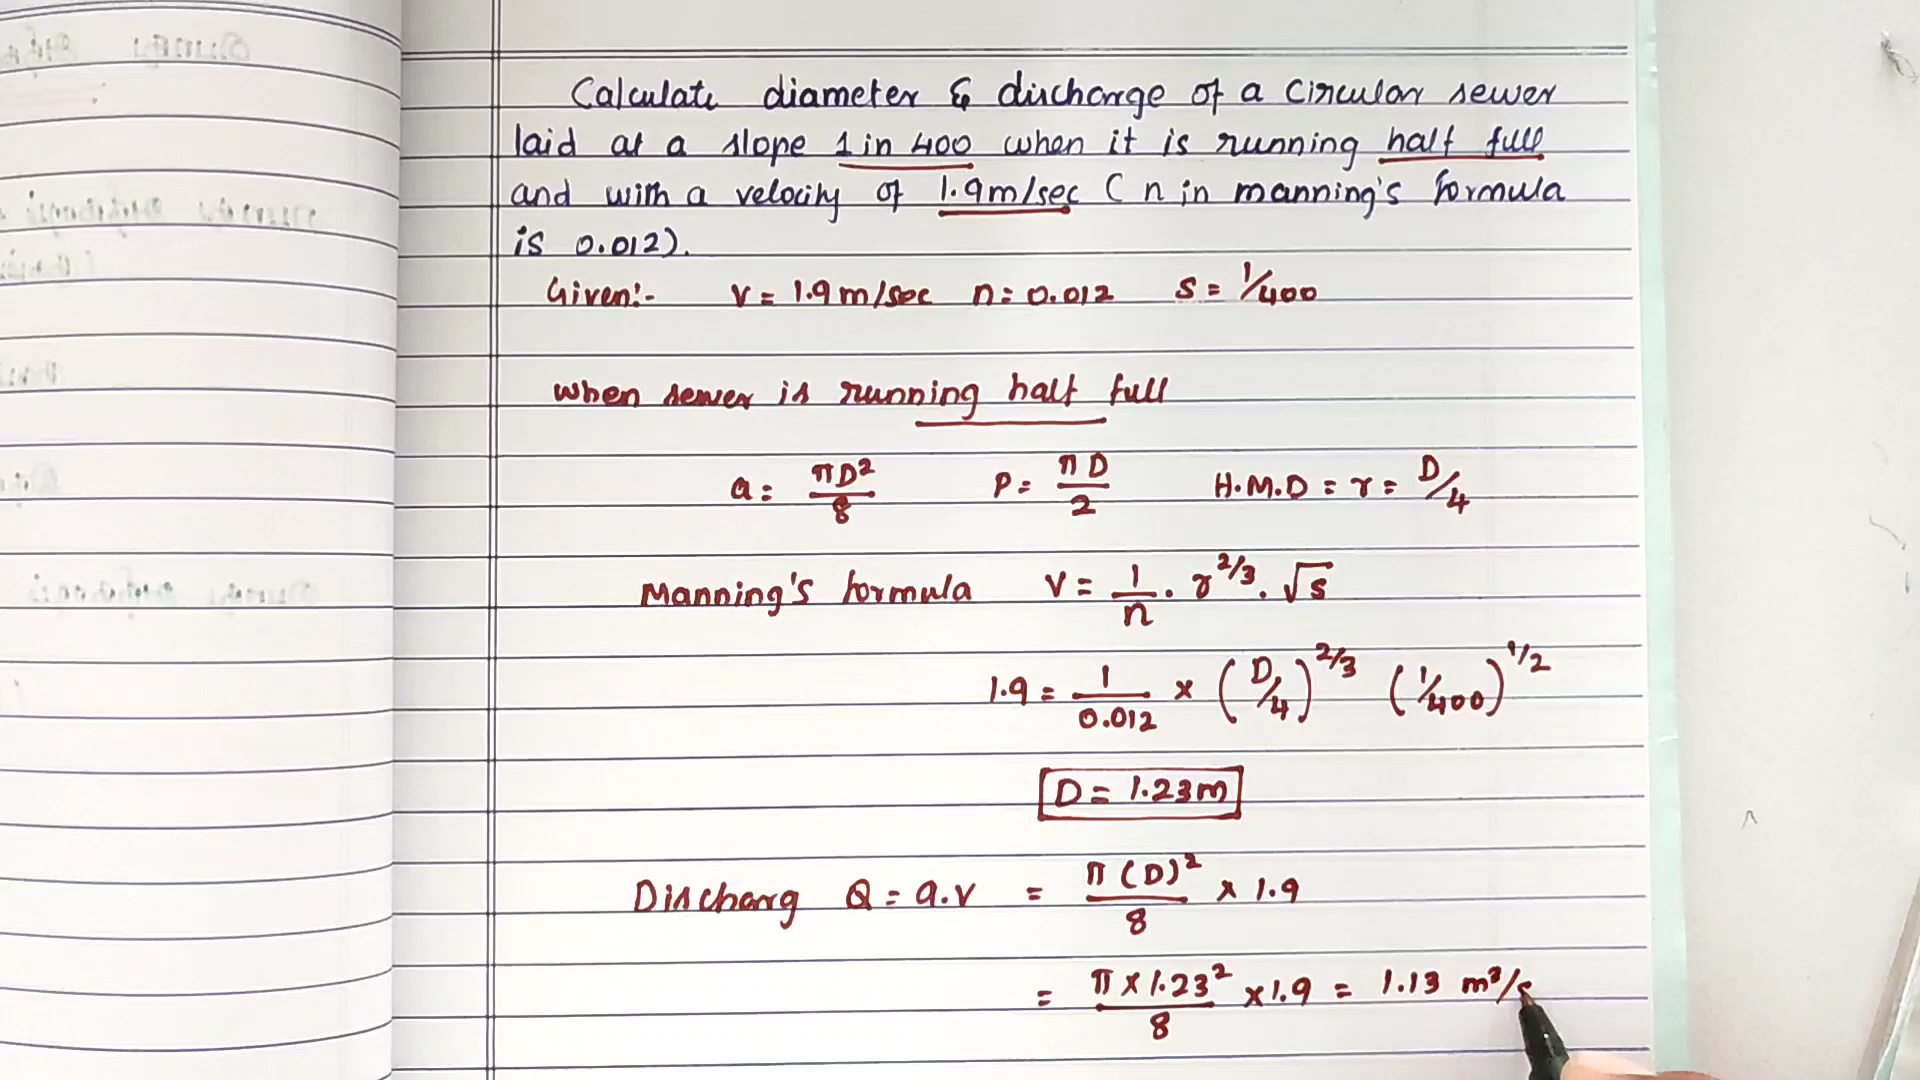 Calculate diameter & discharge of a circular sewer
laid at a slope 1 in 400 when it is running half full
and with a velocity of 1.9m/sec ( n in manning's formula
is 0.012).
Given:- V = 1.9m/sec n = 0.012 s = 1/400
when sewer is running half full
a = πD²/8 P = πD/2 H.M.D = r = D/4
Manning's formula V = 1/n . r^2/3 . √s
1.9 = 1/0.012 × (D/4)^2/3 (1/400)^1/2
D = 1.23m
Discharg Q = a.v = π(D)²/8 × 1.9
= π×1.23²/8 ×1.9 = 1.13 m³/s